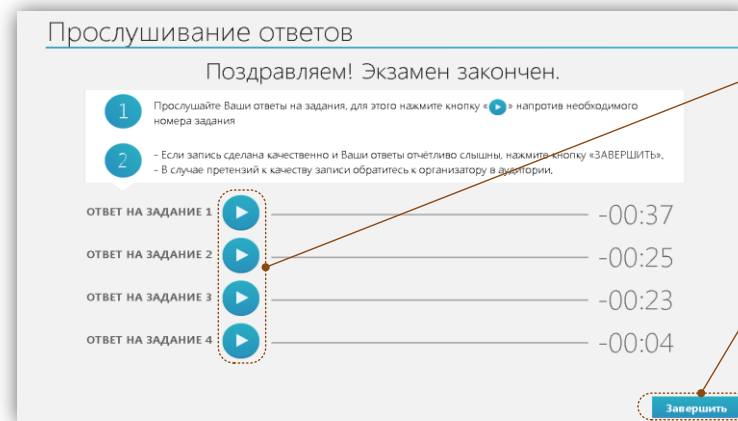 Прослушивание ответов
Поздравляем! Экзамен закончен.
1
Прослушайте Ваши ответы на задания, для этого нажмите кнопку «▶» напротив необходимого
номера задания
2
- Если запись сделана качественно и Ваши ответы отчётливо слышны, нажмите кнопку «ЗАВЕРШИТЬ».
- В случае претензий к качеству записи обратитесь к организатору в аудитории.
ОТВЕТ НА ЗАДАНИЕ 1 -00:37
ОТВЕТ НА ЗАДАНИЕ 2 -00:25
ОТВЕТ НА ЗАДАНИЕ 3 -00:23
ОТВЕТ НА ЗАДАНИЕ 4 -00:04
Завершить